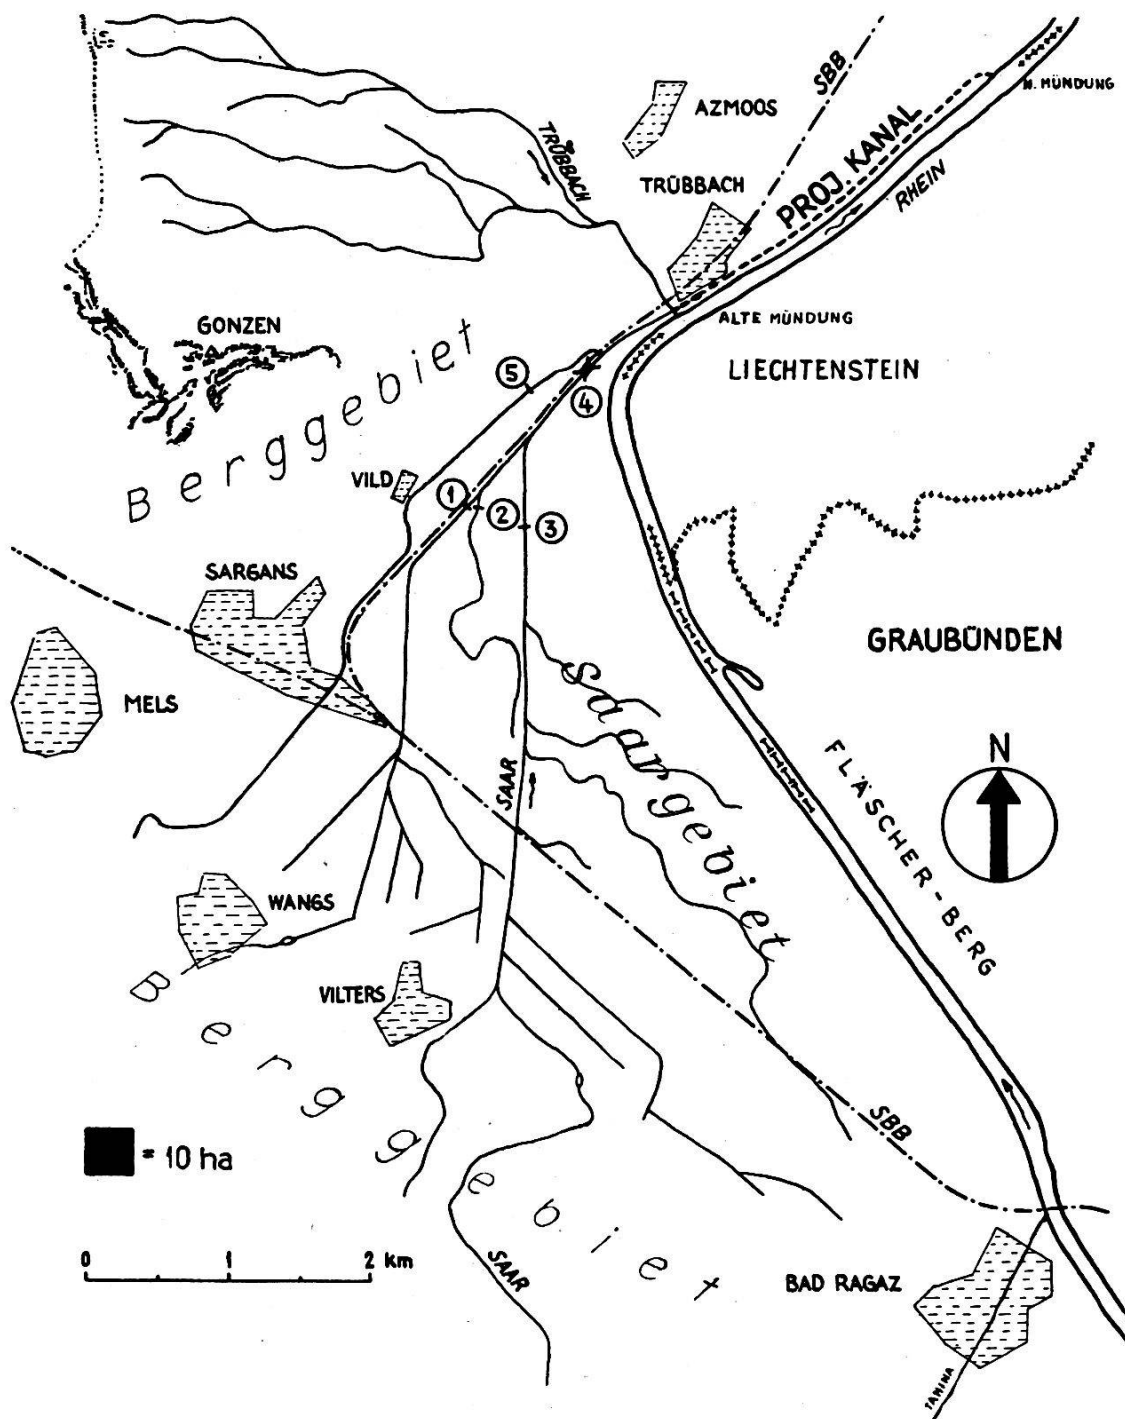 SBB
N. MÜNDUNG
AZMOOS
TRÜBBACH
PROJ. KANAL
TRÜBBACH
RHEIN
ALTE MÜNDUNG
GONZEN
LIECHTENSTEIN
Berggebiet
5
4
VILD
1
2
3
SARGANS
GRAUBÜNDEN
MELS
Saargebiet
N
SAAR
FLÄSCHER-BERG
WANGS
VILTERS
Berggebiet
SBB
= 10 ha
0 1 2 km
SAAR
BAD RAGAZ
TAMINA